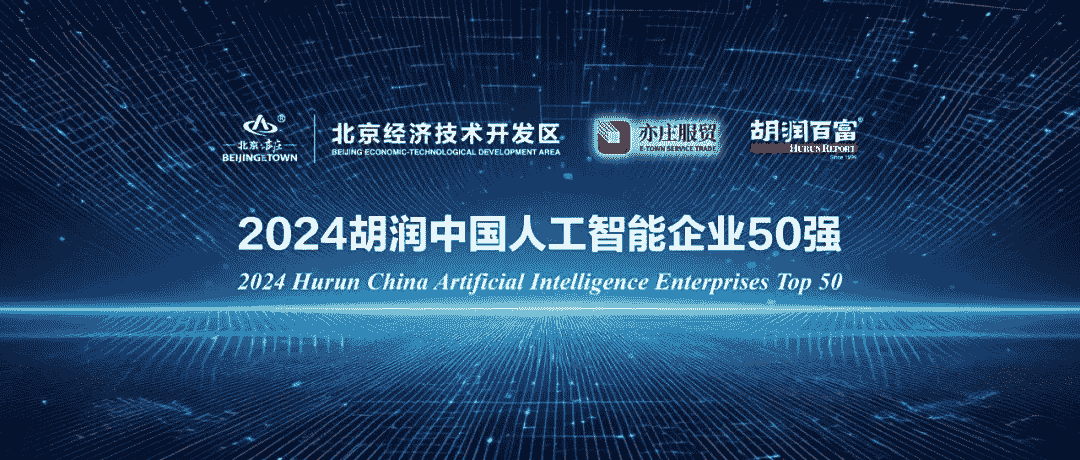 北京·亦庄
BEIJING E TOWN
北京经济技术开发区
BEIJING ECONOMIC-TECHNOLOGICAL DEVELOPMENT AREA
亦庄服贸
E-TOWN SERVICE TRADE
胡润百富
HURUN REPORT
Since 1999
2024胡润中国人工智能企业50强
2024 Hurun China Artificial Intelligence Enterprises Top 50